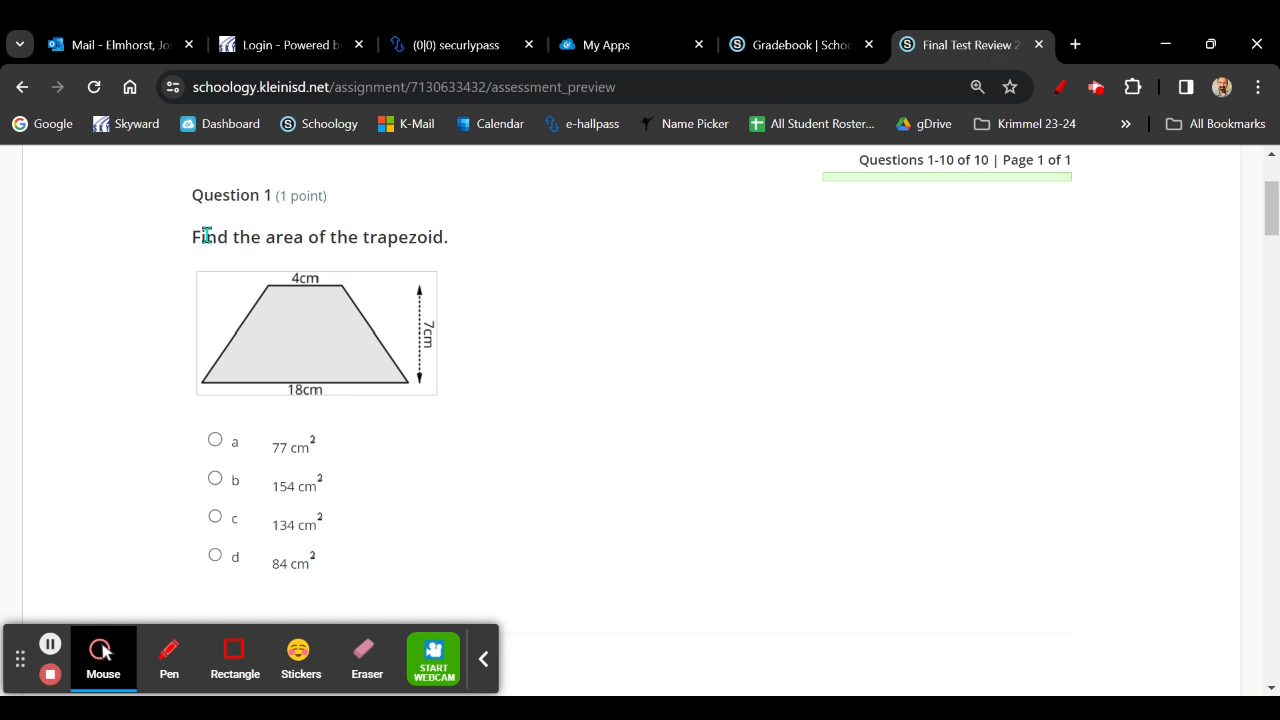 Mail - Elmhorst, Jo
Login - Powered by
(0|0) securlypass
My Apps
Gradebook | Schoo
Final Test Review 2
schoology.kleinisd.net/assignment/7130633432/assessment_preview
Google
Skyward
Dashboard
Schoology
K-Mail
Calendar
e-hallpass
Name Picker
All Student Roster...
gDrive
Krimmel 23-24
»
All Bookmarks
Questions 1-10 of 10 | Page 1 of 1
Question 1 (1 point)
Find the area of the trapezoid.
4cm
7cm
18cm
a 77 cm²
b 154 cm²
c 134 cm²
d 84 cm²
Mouse
Pen
Rectangle
Stickers
Eraser
START
WEBCAM